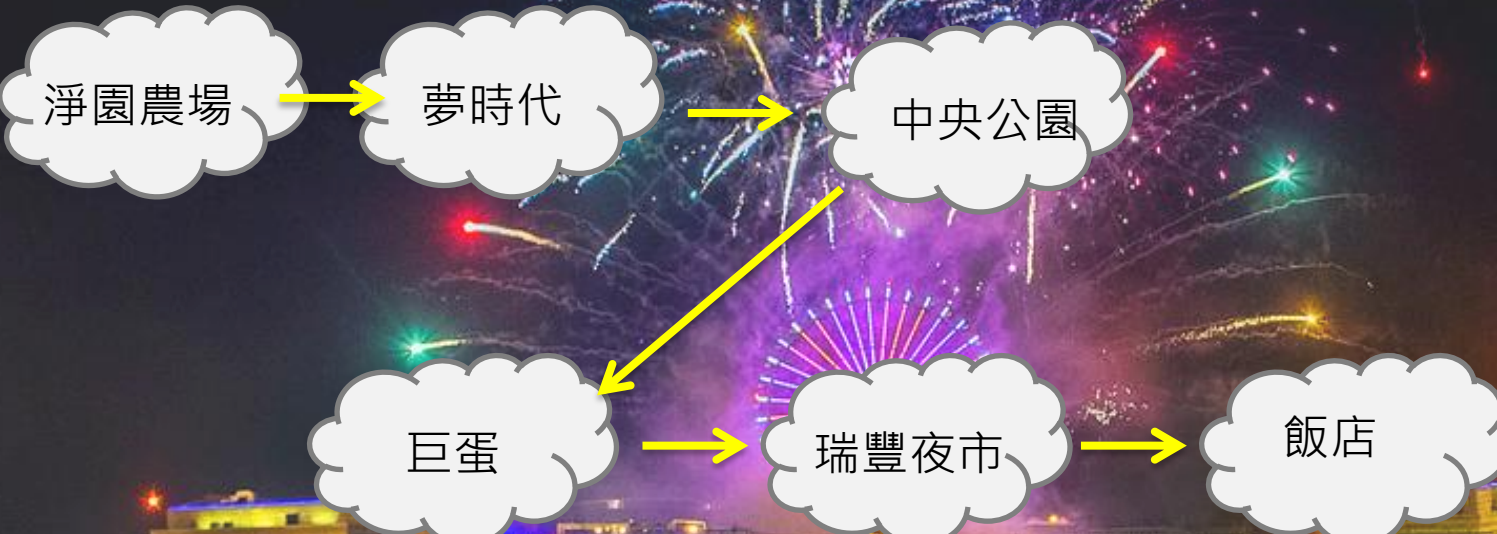 淨園農場
夢時代
中央公園
巨蛋
瑞豐夜市
飯店